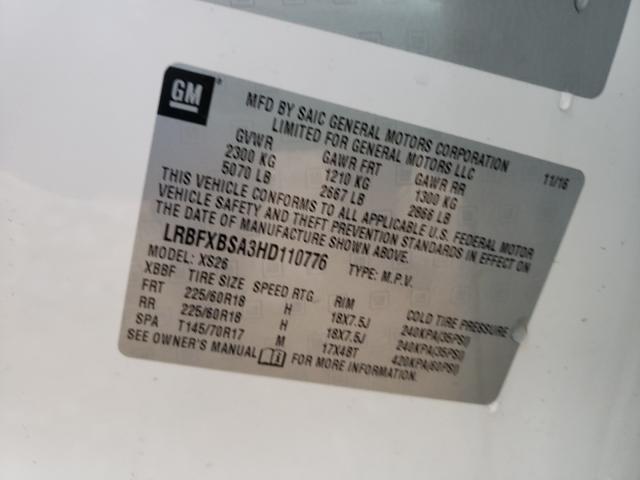 GM
MFD BY SAIC GENERAL MOTORS CORPORATION
LIMITED FOR GENERAL MOTORS LLC
GVWR GAWR FRT GAWR RR 11/16
2300 KG 1210 KG 1300 KG
5070 LB 2667 LB 2866 LB
THIS VEHICLE CONFORMS TO ALL APPLICABLE U.S. FEDERAL MOTOR
VEHICLE SAFETY AND THEFT PREVENTION STANDARDS IN EFFECT ON
THE DATE OF MANUFACTURE SHOWN ABOVE.
LRBFXBSA3HD110776 TYPE: M.P.V.
MODEL: XS26
XBBF TIRE SIZE SPEED RTG. RIM COLD TIRE PRESSURE
FRT 225/60R18 H 18X7.5J 240KPA(35PSI)
RR 225/60R18 H 18X7.5J 240KPA(35PSI)
SPA T145/70R17 M 17X4BT 420KPA(60PSI)
SEE OWNER'S MANUAL FOR MORE INFORMATION.